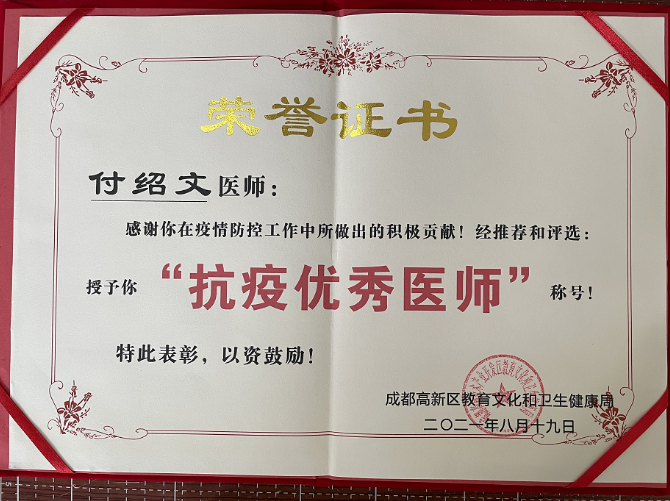 荣誉证书
付绍文医师：
感谢你在疫情防控工作中所做出的积极贡献！经推荐和评选：
授予你“抗疫优秀医师”称号！
特此表彰，以资鼓励！
成都高新区教育文化和卫生健康局
二〇二一年八月十九日